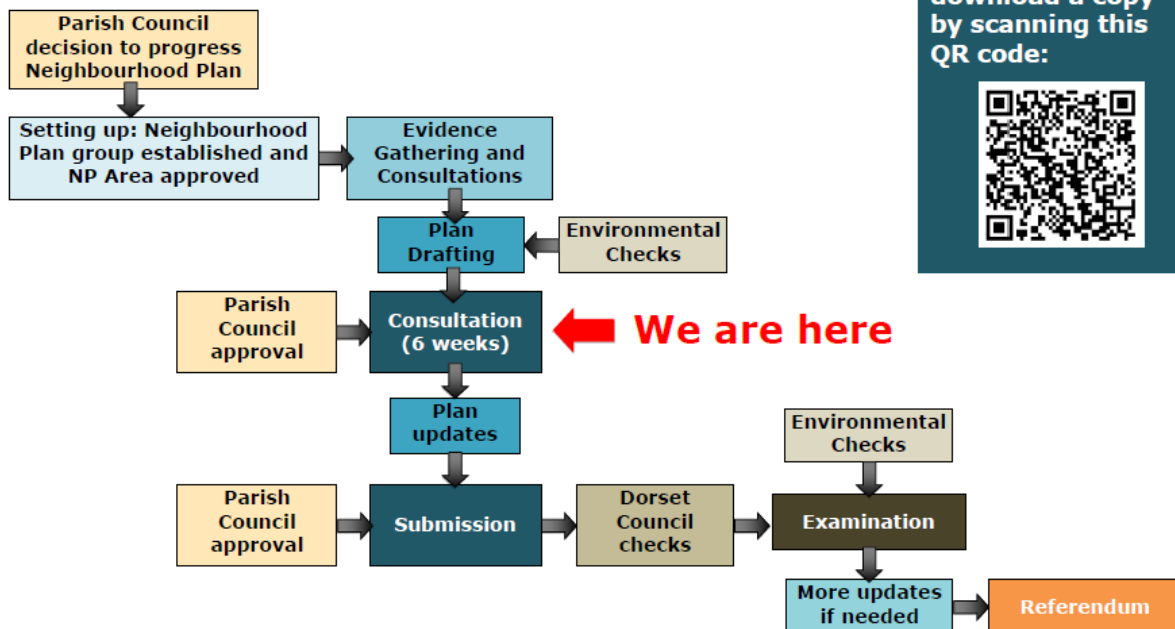 Parish Council
decision to progress
Neighbourhood Plan
download a copy
by scanning this
QR code:
Setting up: Neighbourhood
Plan group established and
NP Area approved
Evidence
Gathering and
Consultations
Plan
Drafting
Environmental
Checks
Parish
Council
approval
Consultation
(6 weeks)
We are here
Plan
updates
Environmental
Checks
Parish
Council
approval
Submission
Dorset
Council
checks
Examination
More updates
if needed
Referendum